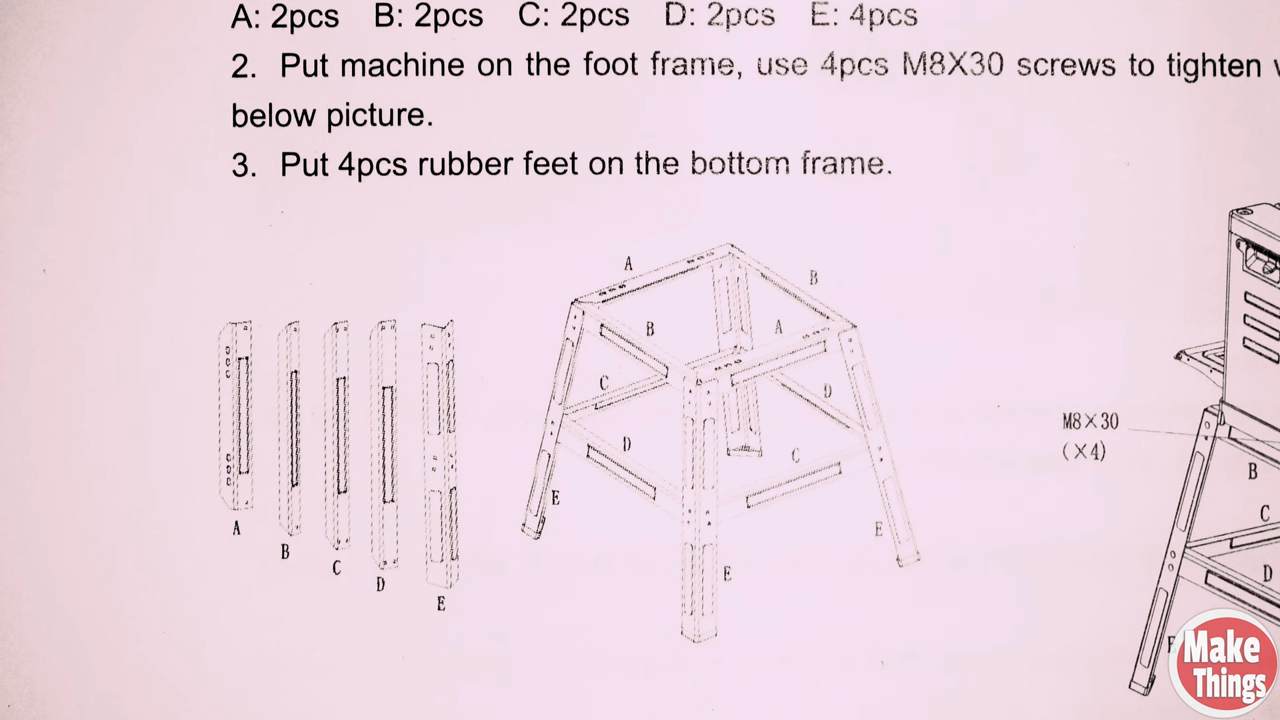 A: 2pcs B: 2pcs C: 2pcs D: 2pcs E: 4pcs
2. Put machine on the foot frame, use 4pcs M8X30 screws to tighten
below picture.
3. Put 4pcs rubber feet on the bottom frame.
A
B
B
A
C
D
D
C
E
E
E
A
B
C
D
E
M8×30
(×4)
B
C
D
E
Make
Things